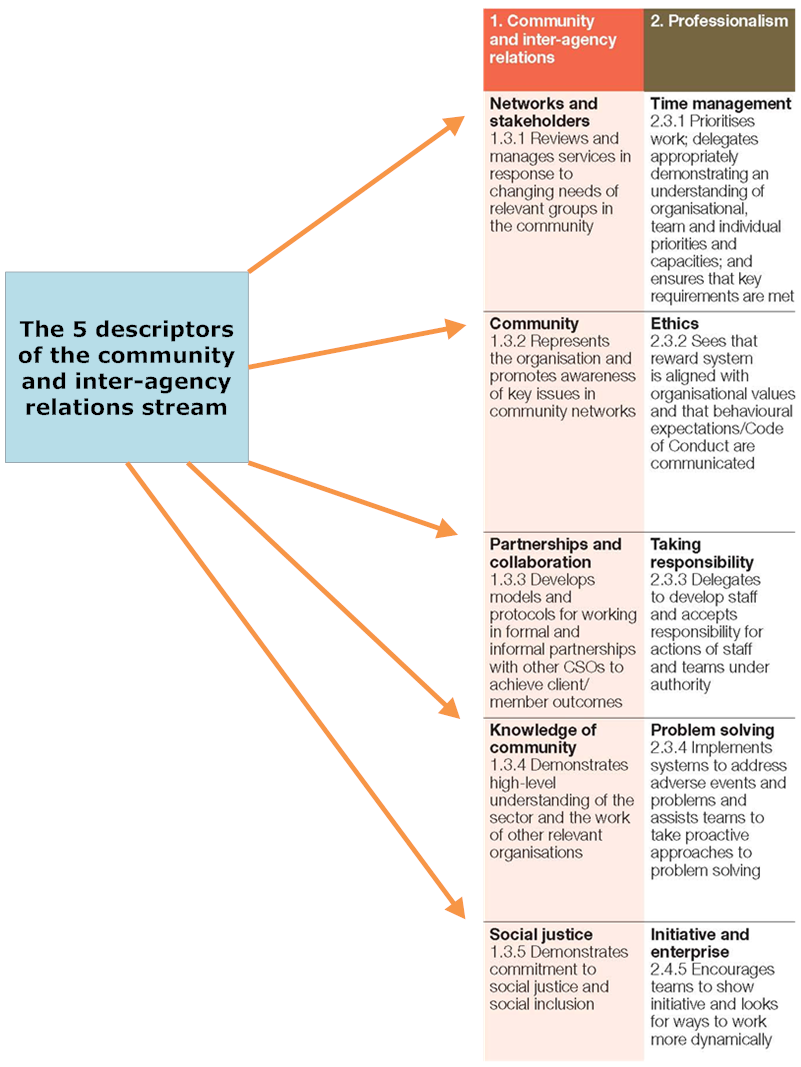 The 5 descriptors
of the community
and inter-agency
relations stream
1. Community
and inter-agency
relations
Networks and
stakeholders
1.3.1 Reviews and
manages services in
response to
changing needs of
relevant groups in
the community
Community
1.3.2 Represents
the organisation and
promotes awareness
of key issues in
community networks
Partnerships and
collaboration
1.3.3 Develops
models and
protocols for working
in formal and
informal partnerships
with other CSOs to
achieve client/
member outcomes
Knowledge of
community
1.3.4 Demonstrates
high-level
understanding of the
sector and the work
of other relevant
organisations
Social justice
1.3.5 Demonstrates
commitment to
social justice and
social inclusion
2. Professionalism
Time management
2.3.1 Prioritises
work; delegates
appropriately
demonstrating an
understanding of
organisational,
team and individual
priorities and
capacities; and
ensures that key
requirements are met
Ethics
2.3.2 Sees that
reward system
is aligned with
organisational values
and that behavioural
expectations/Code
of Conduct are
communicated
Taking
responsibility
2.3.3 Delegates
to develop staff
and accepts
responsibility for
actions of staff
and teams under
authority
Problem solving
2.3.4 Implements
systems to address
adverse events and
problems and
assists teams to
take proactive
approaches to
problem solving
Initiative and
enterprise
2.4.5 Encourages
teams to show
initiative and looks
for ways to work
more dynamically